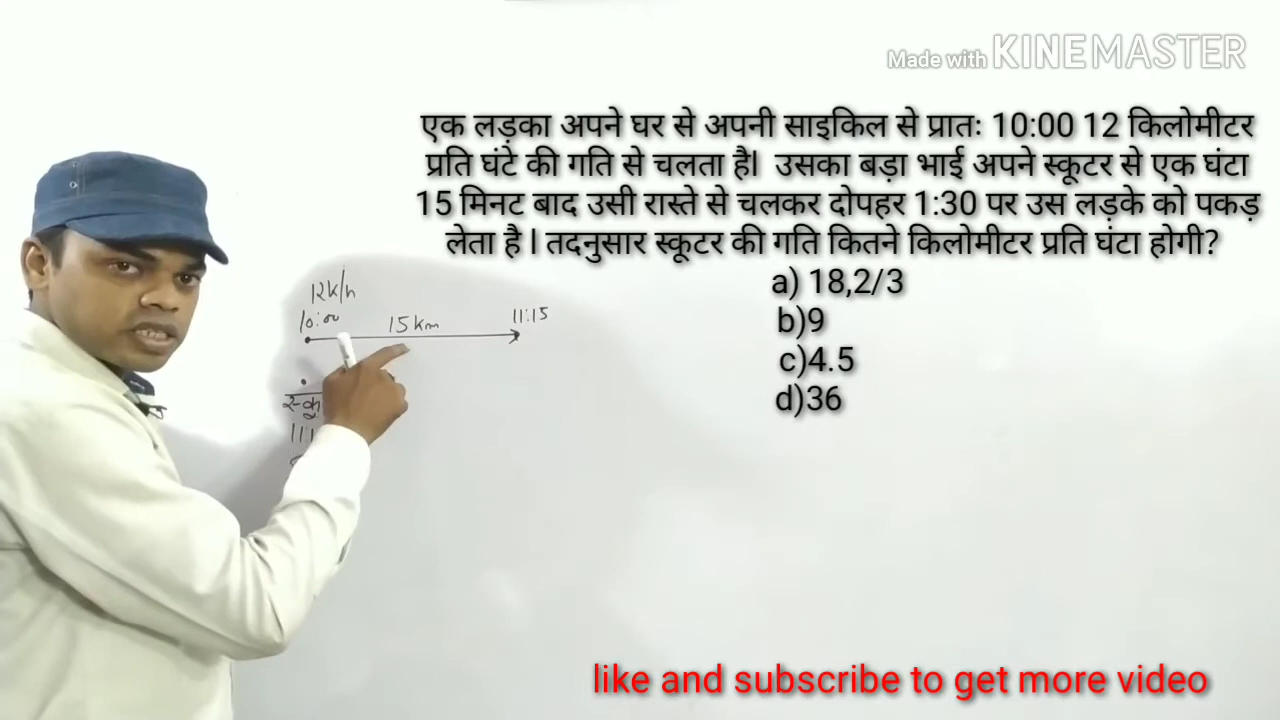 Made with KINEMASTER
एक लड़का अपने घर से अपनी साइकिल से प्रातः 10:00 12 किलोमीटर
प्रति घंटे की गति से चलता है। उसका बड़ा भाई अपने स्कूटर से एक घंटा
15 मिनट बाद उसी रास्ते से चलकर दोपहर 1:30 पर उस लड़के को पकड़
लेता है । तदनुसार स्कूटर की गति कितने किलोमीटर प्रति घंटा होगी?
a) 18,2/3
b)9
c)4.5
d)36
12k/h
10:00
15 km
11:15
like and subscribe to get more video